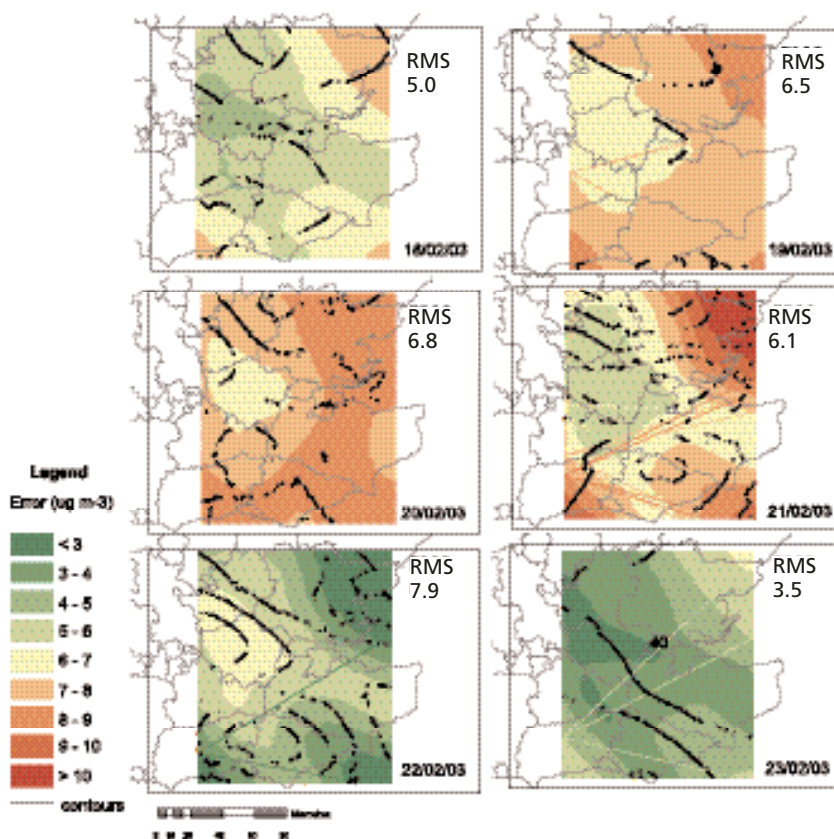 RMS
5.0
18/02/03
RMS
6.5
19/02/03
RMS
6.8
20/02/03
RMS
6.1
21/02/03
Legend
Error (ug m-3)
< 3
3 - 4
4 - 5
5 - 6
6 - 7
7 - 8
8 - 9
9 - 10
> 10
contours
RMS
7.9
22/02/03
RMS
3.5
40
23/02/03